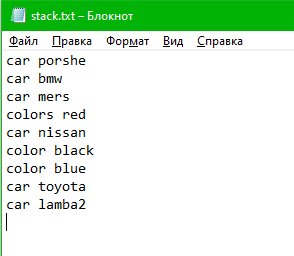 stack.txt – Блокнот
Файл Правка Формат Вид Справка
car porshe
car bmw
car mers
colors red
car nissan
color black
color blue
car toyota
car lamba2